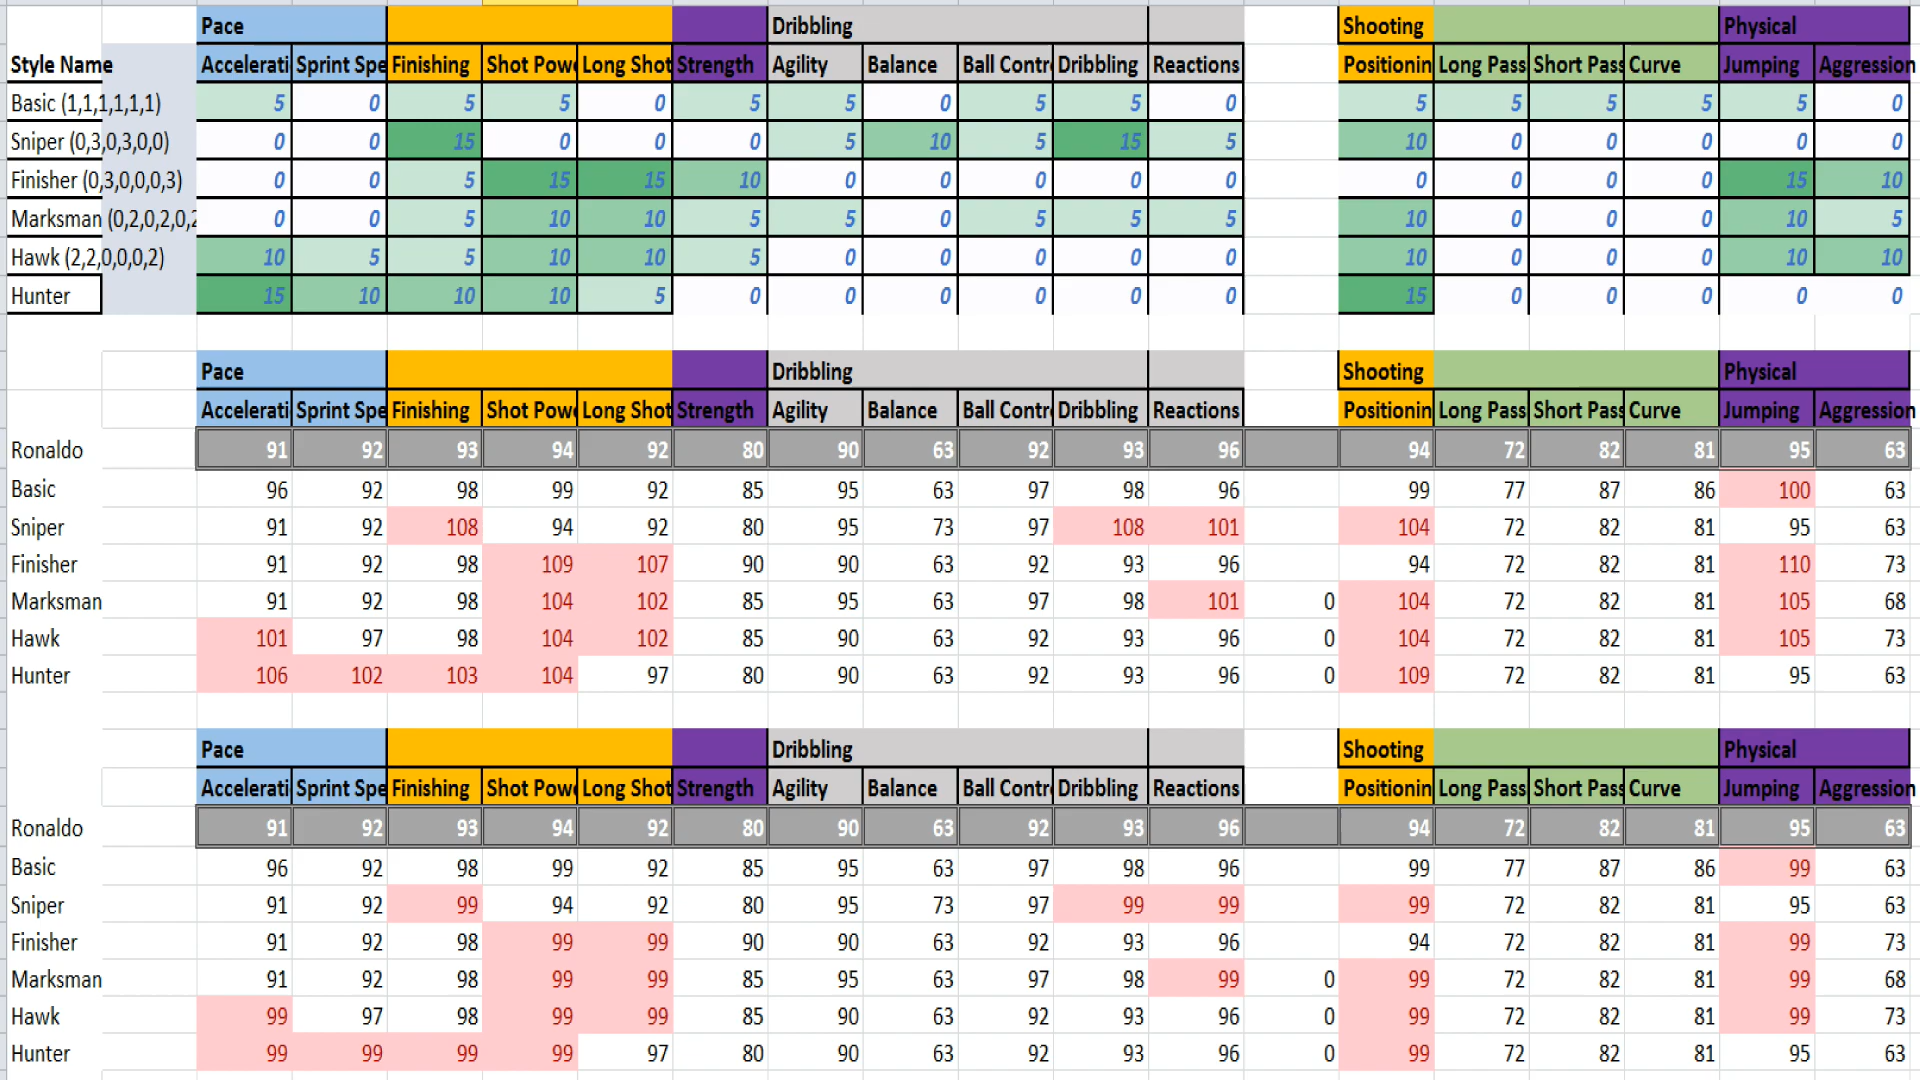 Pace Dribbling Shooting Physical
Style Name Accelerati Sprint Spe Finishing Shot Powe Long Shot Strength Agility Balance Ball Contr Dribbling Reactions Positionin Long Pass Short Pass Curve Jumping Aggression
Basic (1,1,1,1,1,1) 5 0 5 5 0 5 5 0 5 5 0 5 5 5 5 5 0
Sniper (0,3,0,3,0,0) 0 0 15 0 0 0 5 10 5 15 5 10 0 0 0 0 0
Finisher (0,3,0,0,0,3) 0 0 5 15 15 10 0 0 0 0 0 0 0 0 0 15 10
Marksman (0,2,0,2,0,2 0 0 5 10 10 5 5 0 5 5 5 10 0 0 0 10 5
Hawk (2,2,0,0,0,2) 10 5 5 10 10 5 0 0 0 0 0 10 0 0 0 10 10
Hunter 15 10 10 10 5 0 0 0 0 0 0 15 0 0 0 0 0
Pace Dribbling Shooting Physical
Accelerati Sprint Spe Finishing Shot Powe Long Shot Strength Agility Balance Ball Contr Dribbling Reactions Positionin Long Pass Short Pass Curve Jumping Aggression
Ronaldo 91 92 93 94 92 80 90 63 92 93 96 94 72 82 81 95 63
Basic 96 92 98 99 92 85 95 63 97 98 96 99 77 87 86 100 63
Sniper 91 92 108 94 92 80 95 73 97 108 101 104 72 82 81 95 63
Finisher 91 92 98 109 107 90 90 63 92 93 96 94 72 82 81 110 73
Marksman 91 92 98 104 102 85 95 63 97 98 101 0 104 72 82 81 105 68
Hawk 101 97 98 104 102 85 90 63 92 93 96 0 104 72 82 81 105 73
Hunter 106 102 103 104 97 80 90 63 92 93 96 0 109 72 82 81 95 63
Pace Dribbling Shooting Physical
Accelerati Sprint Spe Finishing Shot Powe Long Shot Strength Agility Balance Ball Contr Dribbling Reactions Positionin Long Pass Short Pass Curve Jumping Aggression
Ronaldo 91 92 93 94 92 80 90 63 92 93 96 94 72 82 81 95 63
Basic 96 92 98 99 92 85 95 63 97 98 96 99 77 87 86 99 63
Sniper 91 92 99 94 92 80 95 73 97 99 99 99 72 82 81 95 63
Finisher 91 92 98 99 99 90 90 63 92 93 96 94 72 82 81 99 73
Marksman 91 92 98 99 99 85 95 63 97 98 99 0 99 72 82 81 99 68
Hawk 99 97 98 99 99 85 90 63 92 93 96 0 99 72 82 81 99 73
Hunter 99 99 99 99 97 80 90 63 92 93 96 0 99 72 82 81 95 63